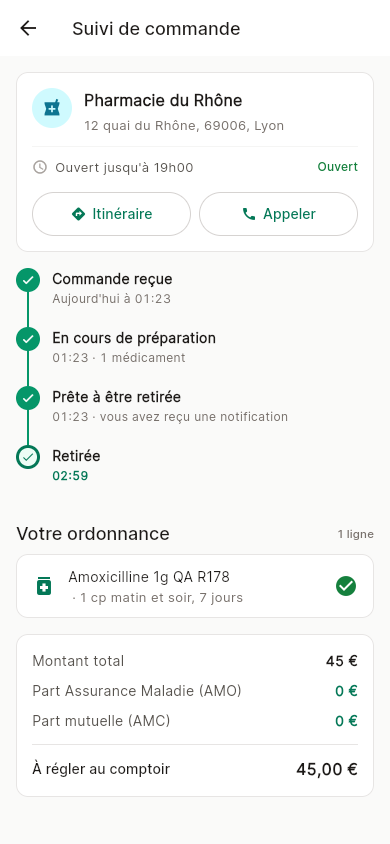 Suivi de commande
Pharmacie du Rhône
12 quai du Rhône, 69006, Lyon
Ouvert jusqu'à 19h00
Ouvert
Itinéraire
Appeler
Commande reçue
Aujourd'hui à 01:23
En cours de préparation
01:23 · 1 médicament
Prête à être retirée
01:23 · vous avez reçu une notification
Retirée
02:59
Votre ordonnance
1 ligne
Amoxicilline 1g QA R178
· 1 cp matin et soir, 7 jours
Montant total
45 €
Part Assurance Maladie (AMO)
0 €
Part mutuelle (AMC)
0 €
À régler au comptoir
45,00 €